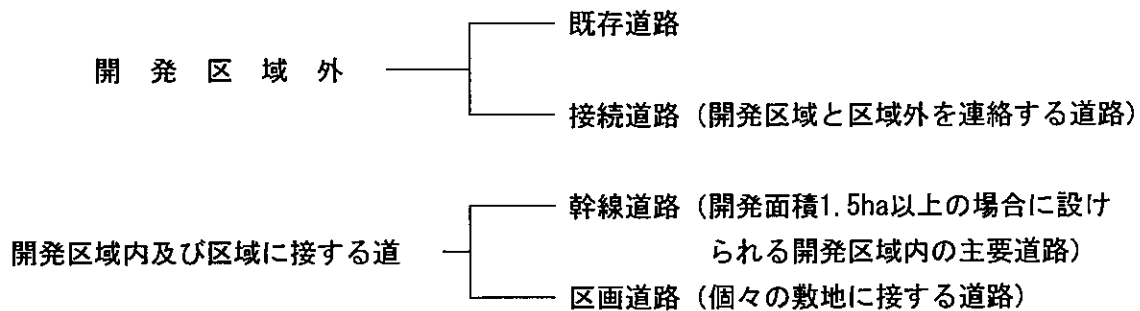 既存道路
開発区域外
接続道路（開発区域と区域外を連絡する道路）
幹線道路（開発面積1.5ha以上の場合に設け
られる開発区域内の主要道路）
開発区域内及び区域に接する道
区画道路（個々の敷地に接する道路）